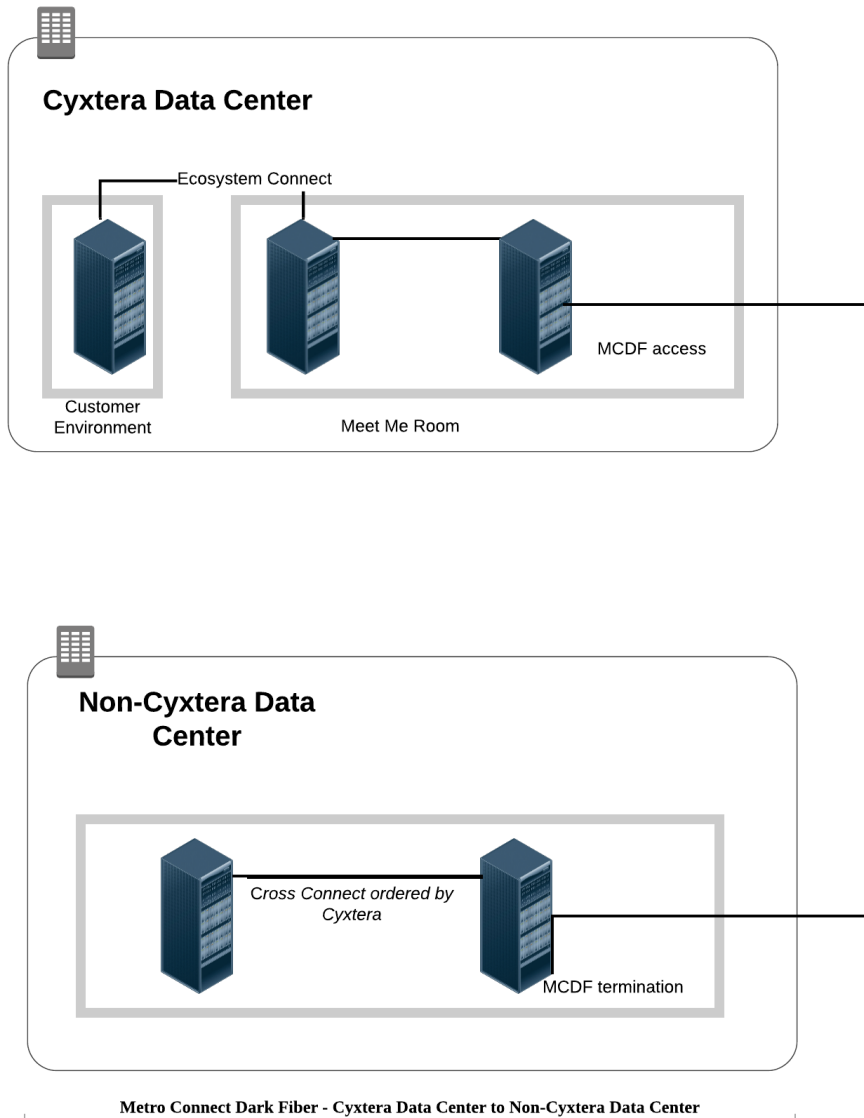 Cyxtera Data Center
Ecosystem Connect
MCDF access
Customer
Environment
Meet Me Room
Non-Cyxtera Data
Center
Cross Connect ordered by
Cyxtera
MCDF termination
Metro Connect Dark Fiber - Cyxtera Data Center to Non-Cyxtera Data Center